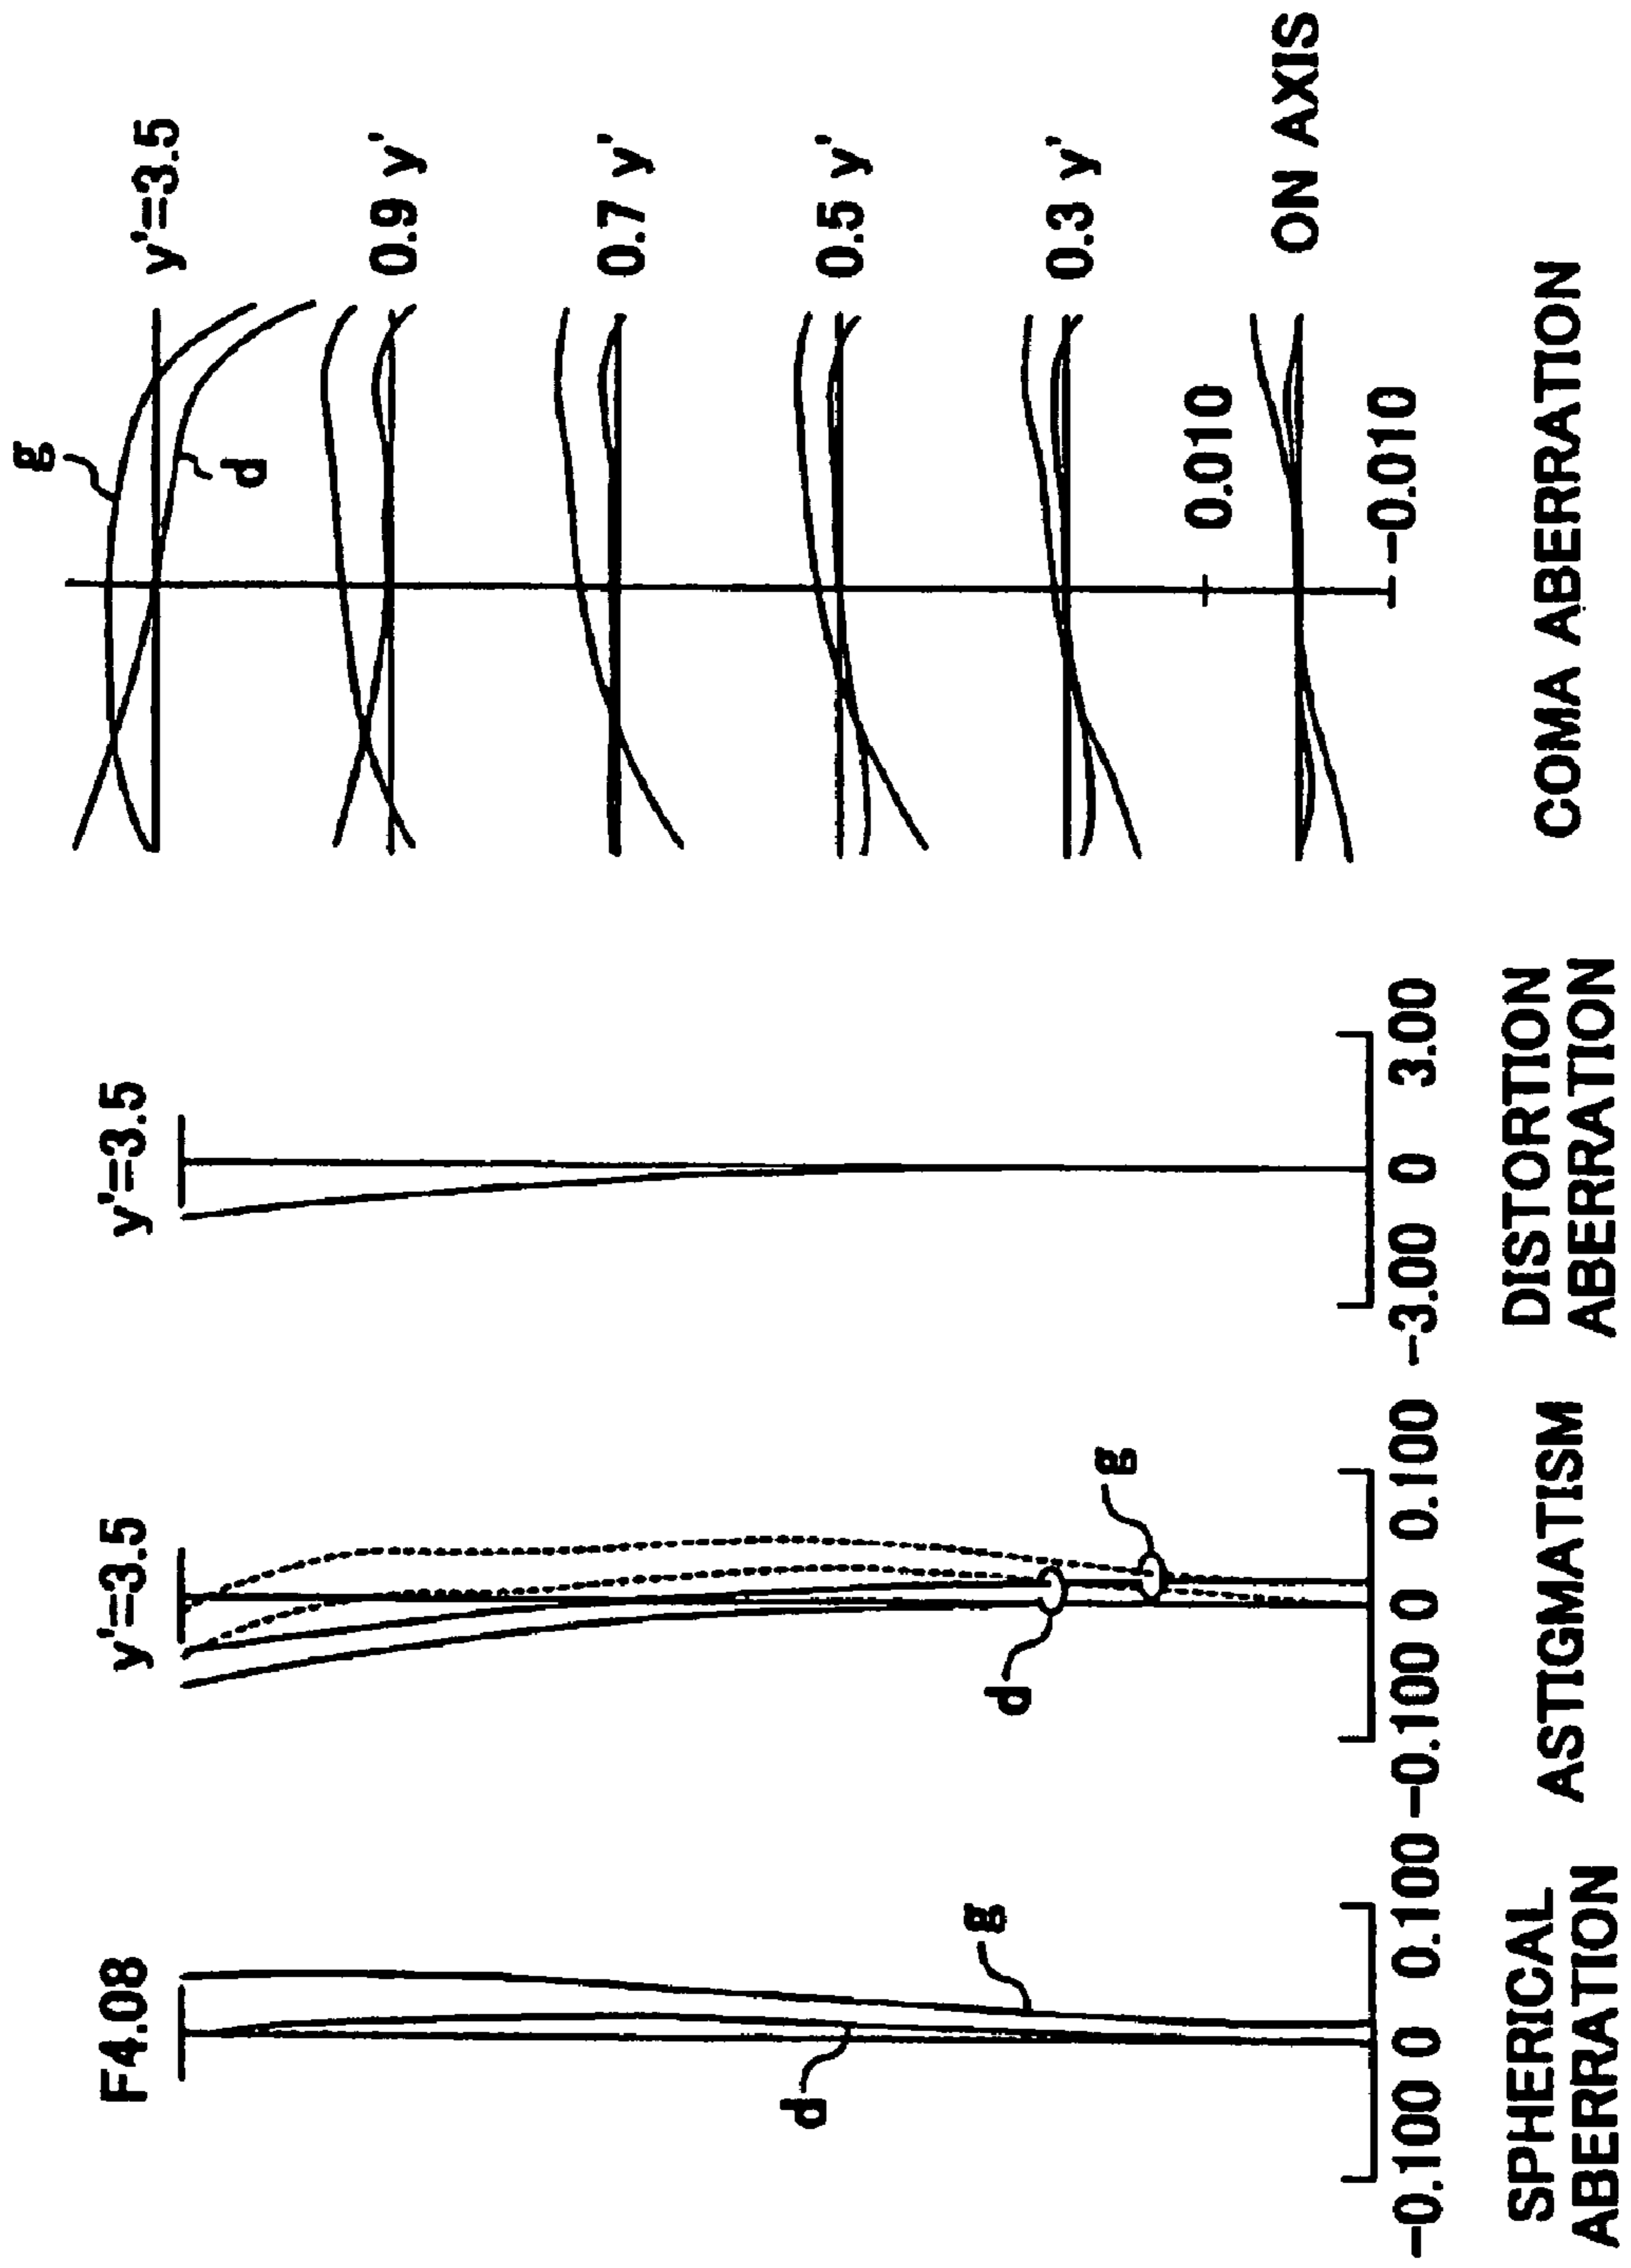 F4.08
g
d
-0.100 0 0.100
SPHERICAL
ABERRATION
y'=3.5
g
d
-0.100 0 0.100
ASTIGMATISM
y'=3.5
-3.00 0 3.00
DISTORTION
ABERRATION
g
d
y'=3.5
0.9 y'
0.7 y'
0.5 y'
0.3 y'
0.010
ON AXIS
-0.010
COMA ABERRATION